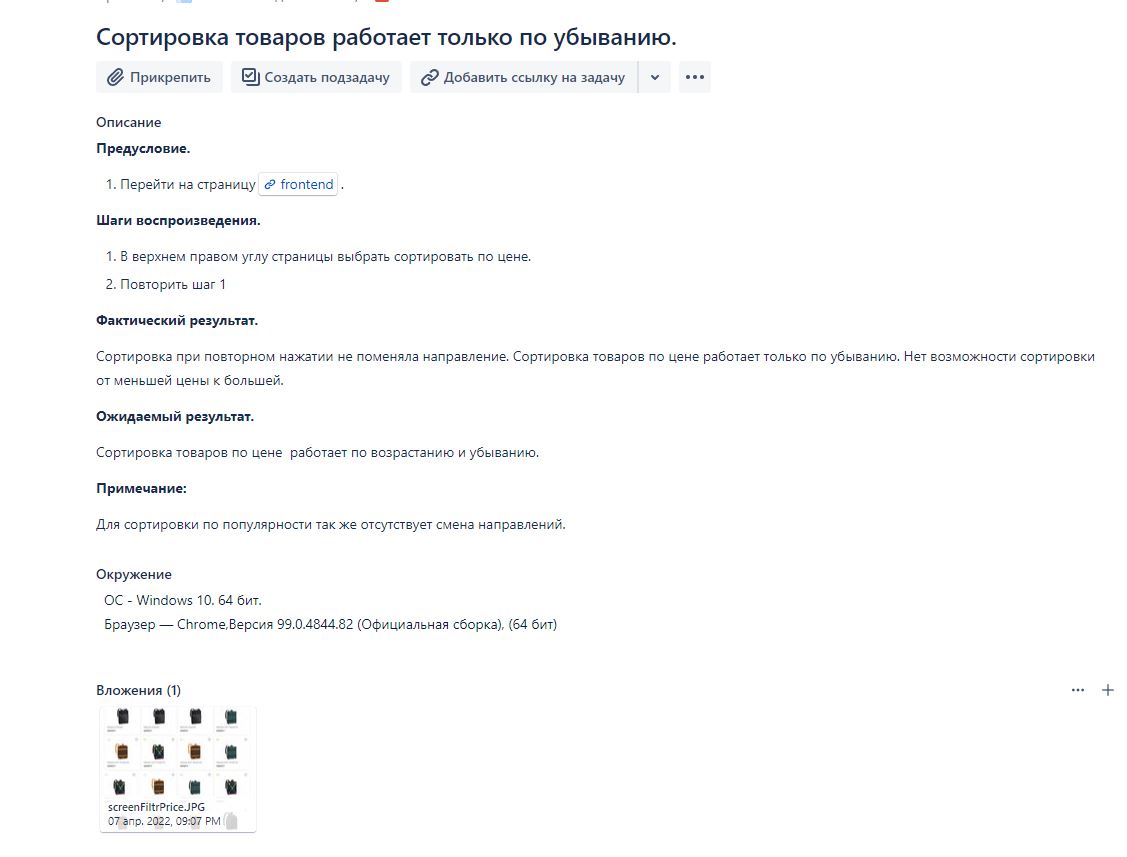 Сортировка товаров работает только по убыванию.
Прикрепить Создать подзадачу Добавить ссылку на задачу
Описание
Предусловие.
1. Перейти на страницу frontend .
Шаги воспроизведения.
1. В верхнем правом углу страницы выбрать сортировать по цене.
2. Повторить шаг 1
Фактический результат.
Сортировка при повторном нажатии не поменяла направление. Сортировка товаров по цене работает только по убыванию. Нет возможности сортировки
от меньшей цены к большей.
Ожидаемый результат.
Сортировка товаров по цене  работает по возрастанию и убыванию.
Примечание:
Для сортировки по популярности так же отсутствует смена направлений.
Окружение
ОС - Windows 10. 64 бит.
Браузер — Chrome,Версия 99.0.4844.82 (Официальная сборка), (64 бит)
Вложения (1)
screenFiltrPrice.JPG
07 апр. 2022, 09:07 PM